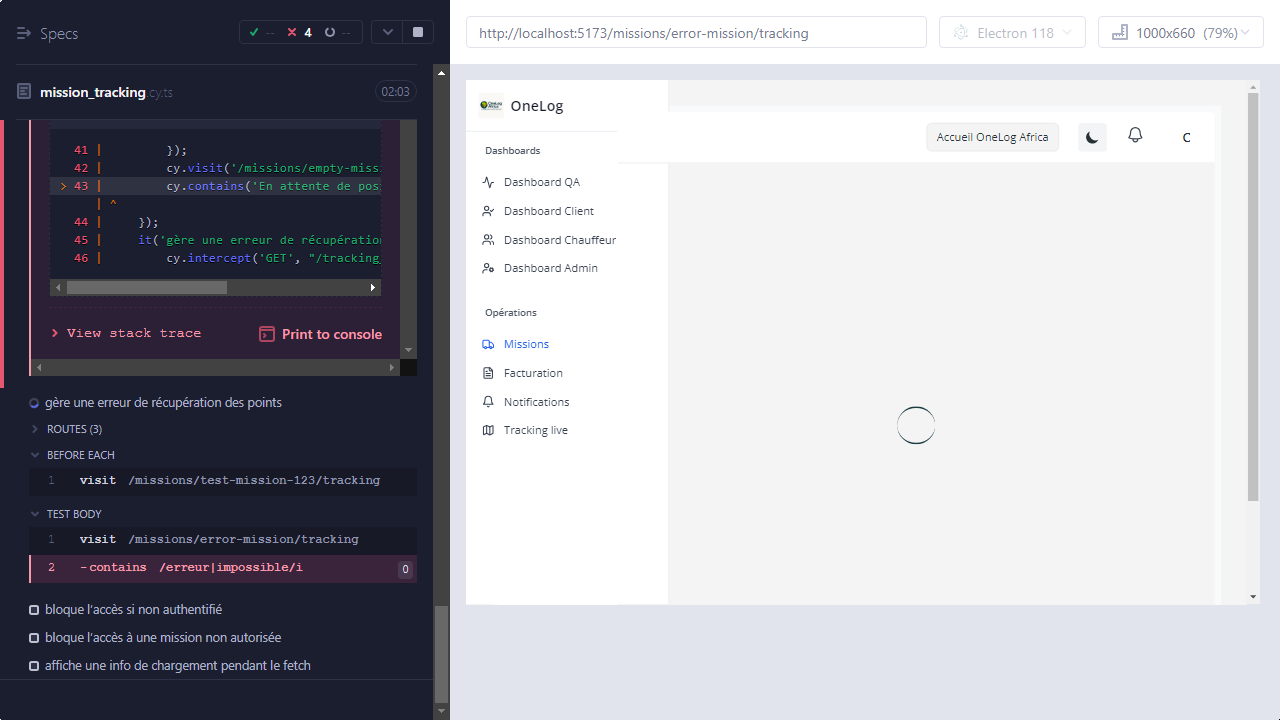 Specs
-- 4 --
mission_tracking.cy.ts
02:03
41 | });
42 | cy.visit('/missions/empty-missi
> 43 | cy.contains('En attente de pos
| ^
44 | });
45 | it('gère une erreur de récupération
46 | cy.intercept('GET', "/tracking_
View stack trace
Print to console
gère une erreur de récupération des points
ROUTES (3)
BEFORE EACH
1 visit /missions/test-mission-123/tracking
TEST BODY
1 visit /missions/error-mission/tracking
2 -contains /erreur|impossible/i 0
bloque l'accès si non authentifié
bloque l'accès à une mission non autorisée
affiche une info de chargement pendant le fetch
http://localhost:5173/missions/error-mission/tracking
Electron 118
1000x660 (79%)
OneLog
Accueil OneLog Africa
C
Dashboards
Dashboard QA
Dashboard Client
Dashboard Chauffeur
Dashboard Admin
Opérations
Missions
Facturation
Notifications
Tracking live